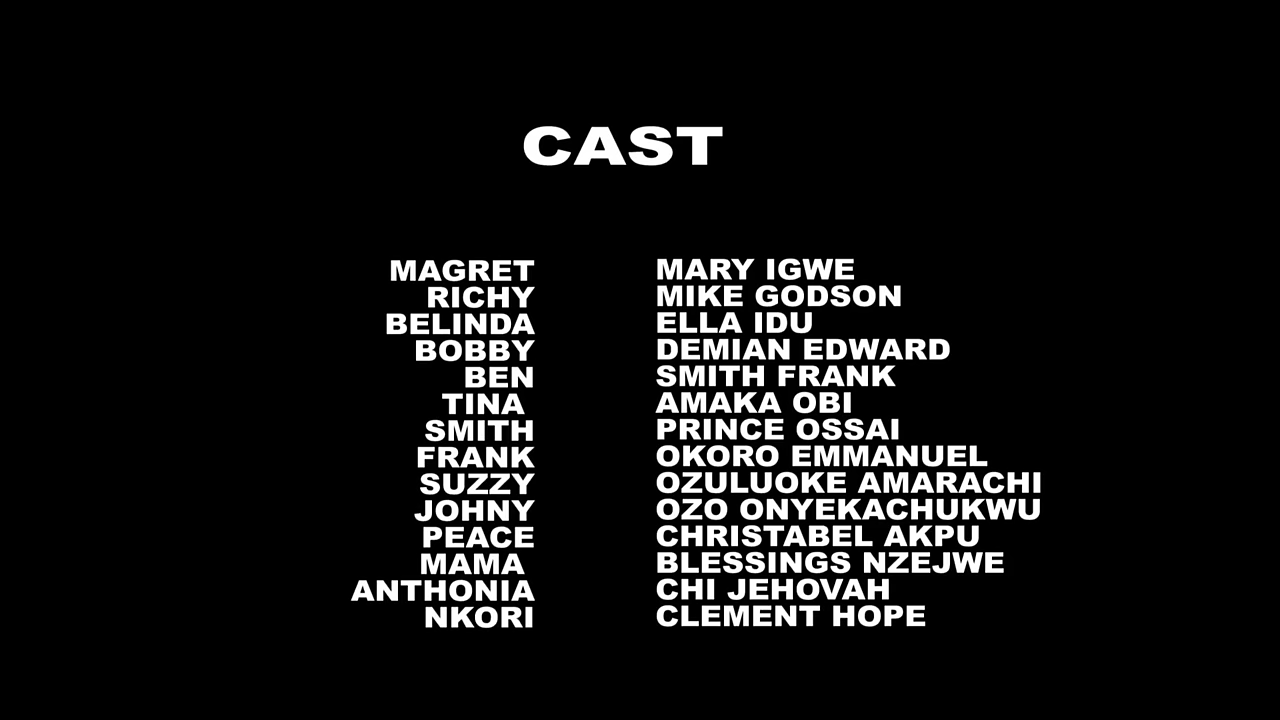 CAST
MAGRET MARY IGWE
RICHY MIKE GODSON
BELINDA ELLA IDU
BOBBY DEMIAN EDWARD
BEN SMITH FRANK
TINA AMAKA OBI
SMITH PRINCE OSSAI
FRANK OKORO EMMANUEL
SUZZY OZULUOKE AMARACHI
JOHNY OZO ONYEKACHUKWU
PEACE CHRISTABEL AKPU
MAMA BLESSINGS NZEJWE
ANTHONIA CHI JEHOVAH
NKORI CLEMENT HOPE